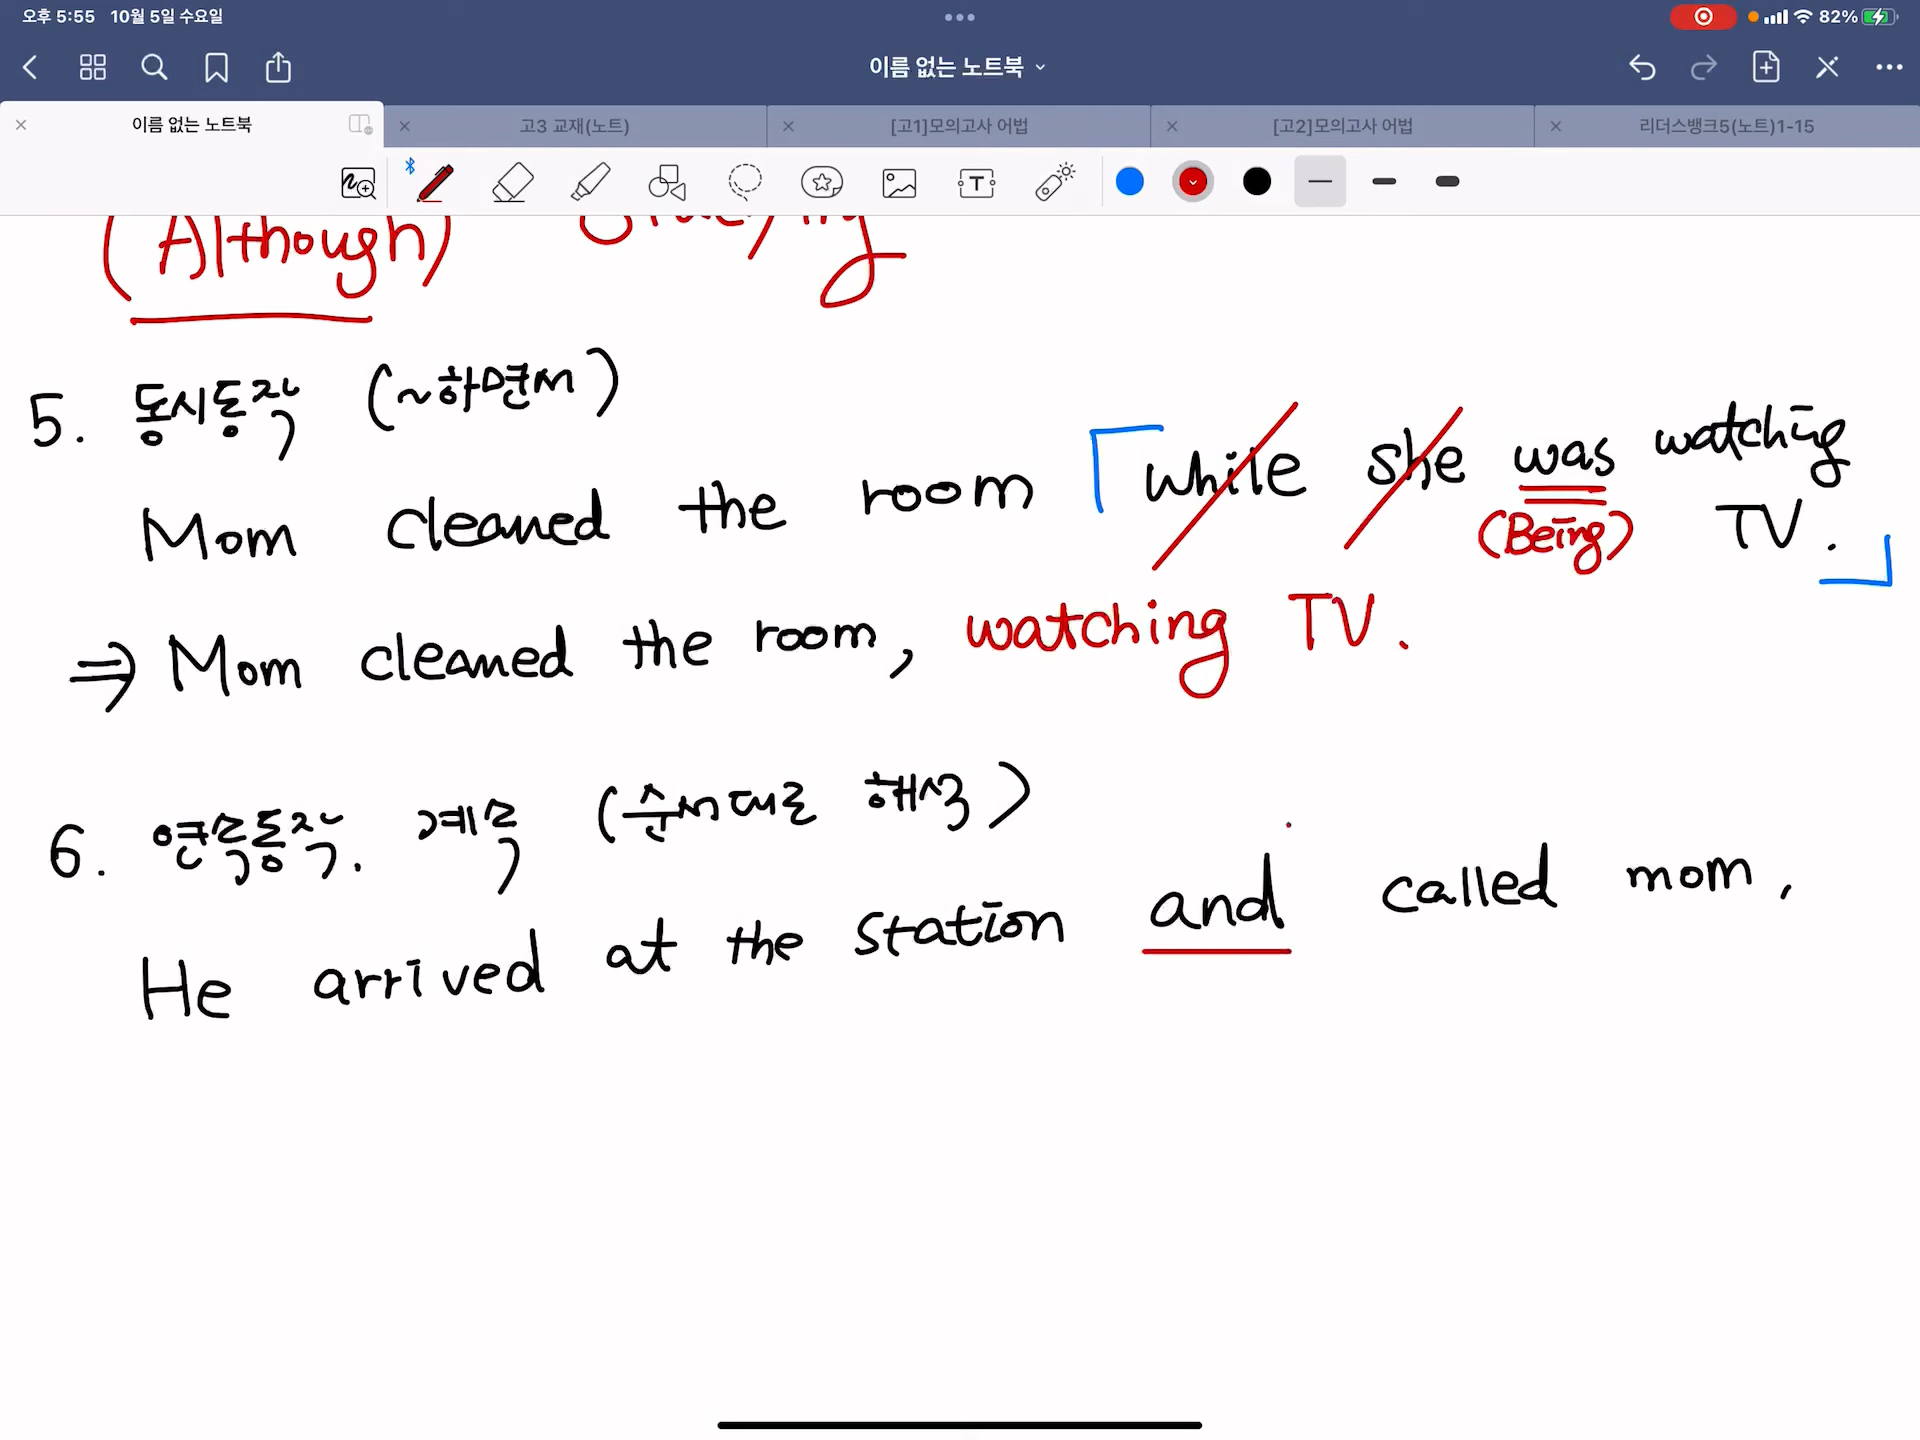 오후 5:55 10월 5일 수요일 82%
이름 없는 노트북
이름 없는 노트북 고3 교재(노트) [고1]모의고사 어법 [고2]모의고사 어법 리더스뱅크5(노트)1-15
(Although) studying
5. 동시동작 (~하면서)
Mom cleaned the room 「while she was watching TV.」
(Being)
⇒ Mom cleaned the room, watching TV.
6. 연속동작. 계속 (순서대로 해석)
He arrived at the station and called mom,